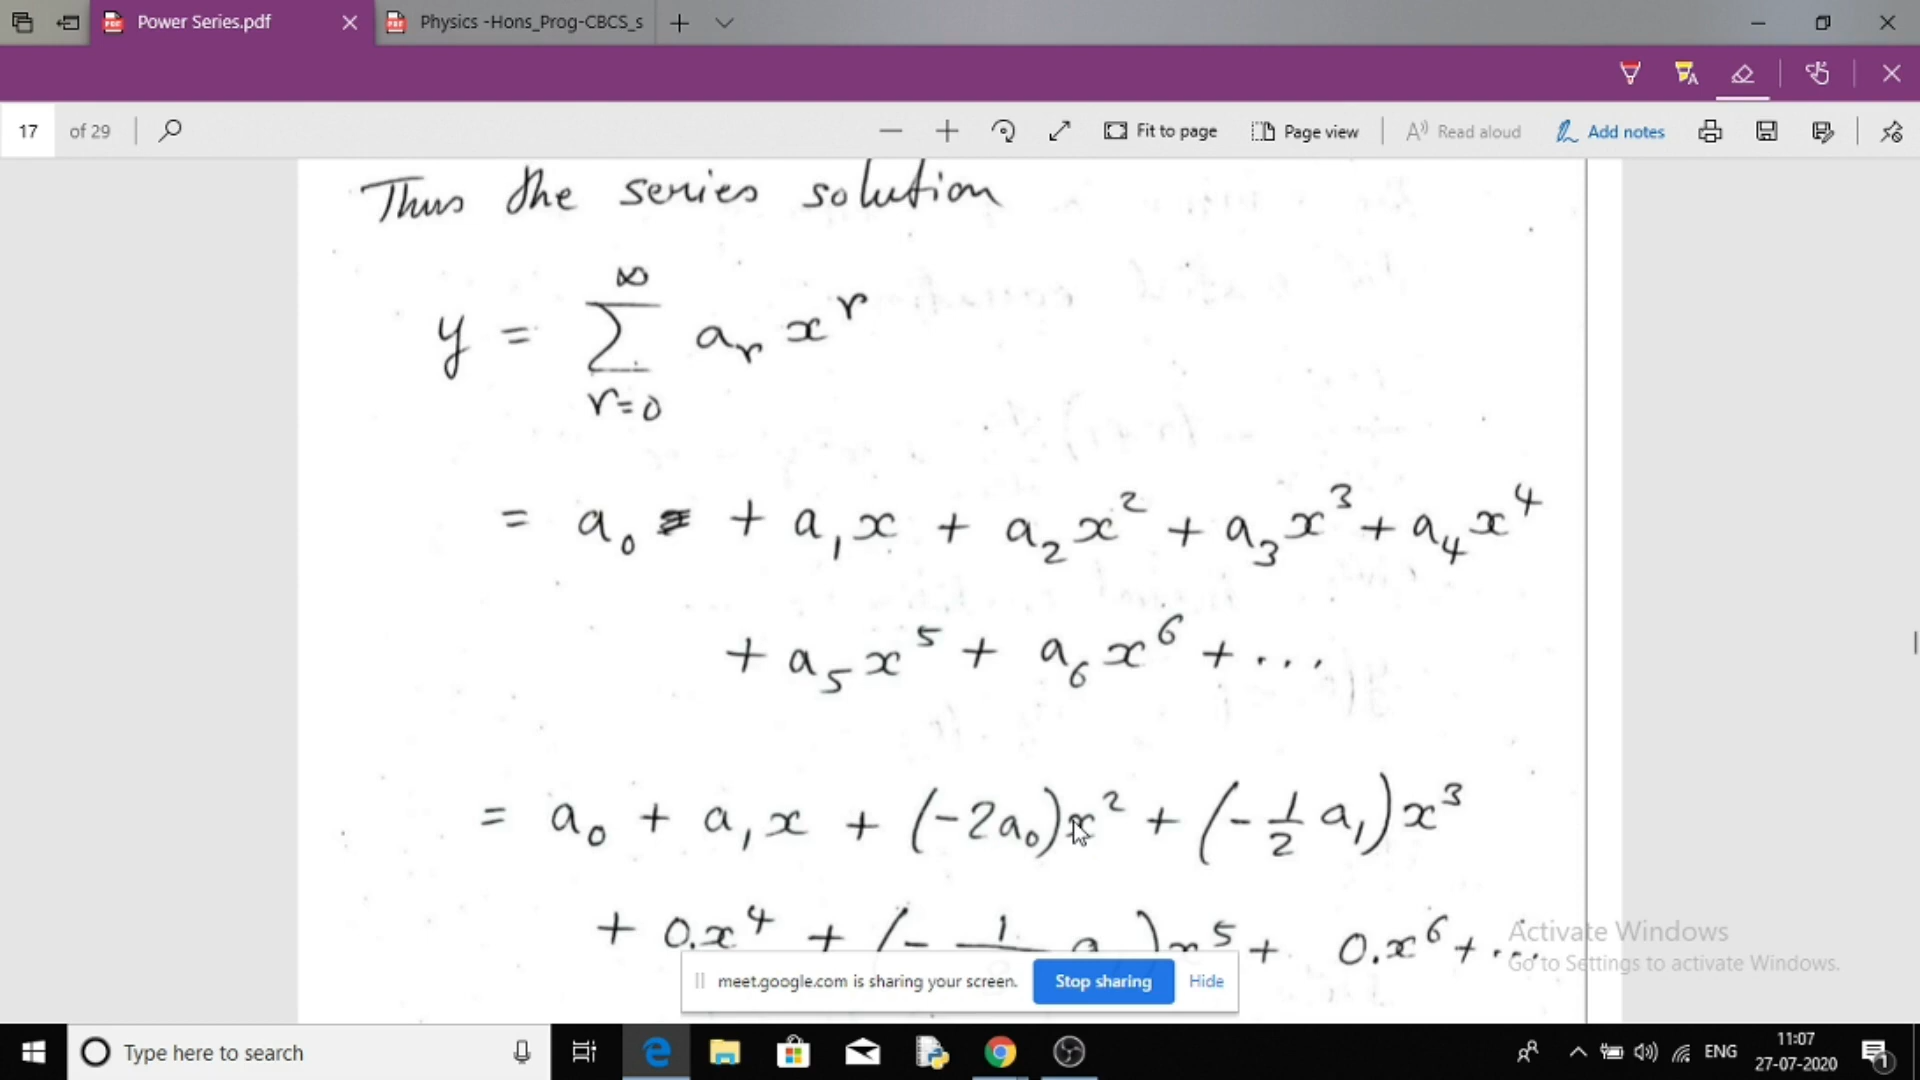 Power Series.pdf
Physics -Hons_Prog-CBCS_s
17 of 29
Fit to page
Page view
Read aloud
Add notes
Thus the series solution
y = ∑_{r=0}^{∞} a_r x^r
= a_0 + a_1 x + a_2 x^2 + a_3 x^3 + a_4 x^4
+ a_5 x^5 + a_6 x^6 + ...
= a_0 + a_1 x + (-2a_0)x^2 + (-1/2 a_1)x^3
+ 0.x^4 + (- 1 a )x^5 + 0.x^6 + ...
Activate Windows
Go to Settings to activate Windows.
meet.google.com is sharing your screen.
Stop sharing
Hide
Type here to search
ENG
11:07
27-07-2020
1